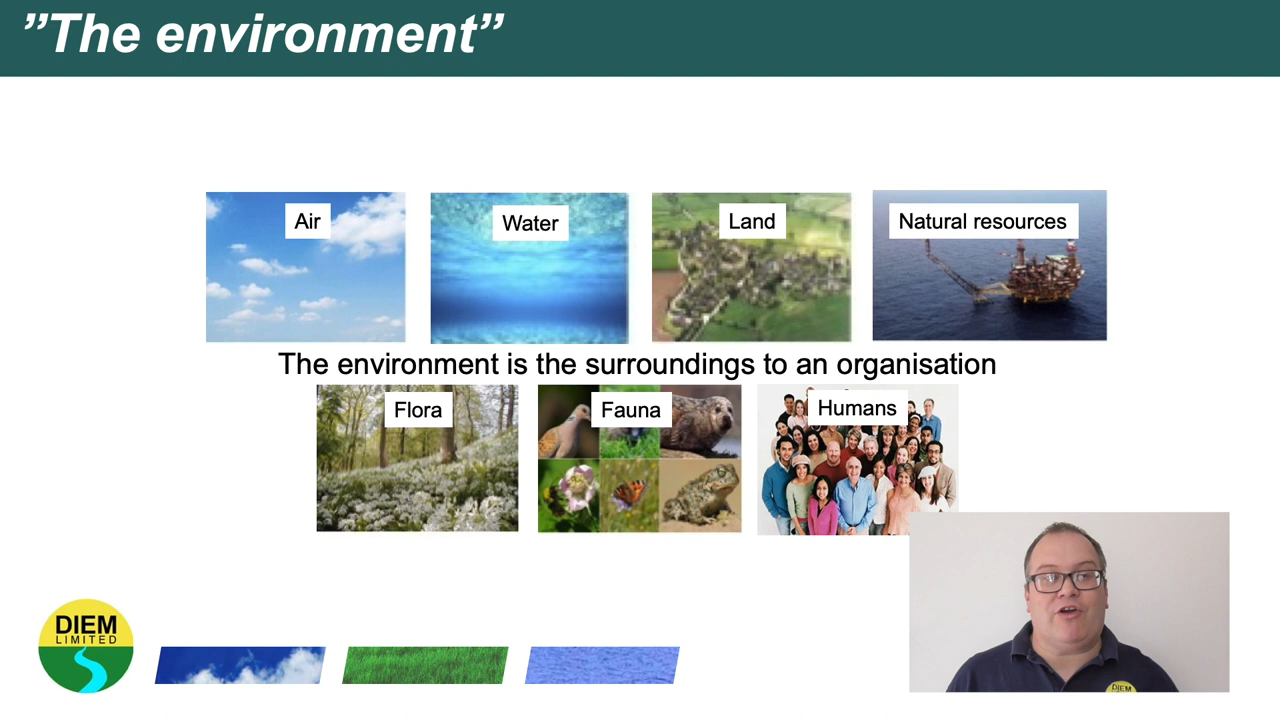 ”The environment”
Air
Water
Land
Natural resources
The environment is the surroundings to an organisation
Flora
Fauna
Humans
DIEM
LIMITED
DIEM